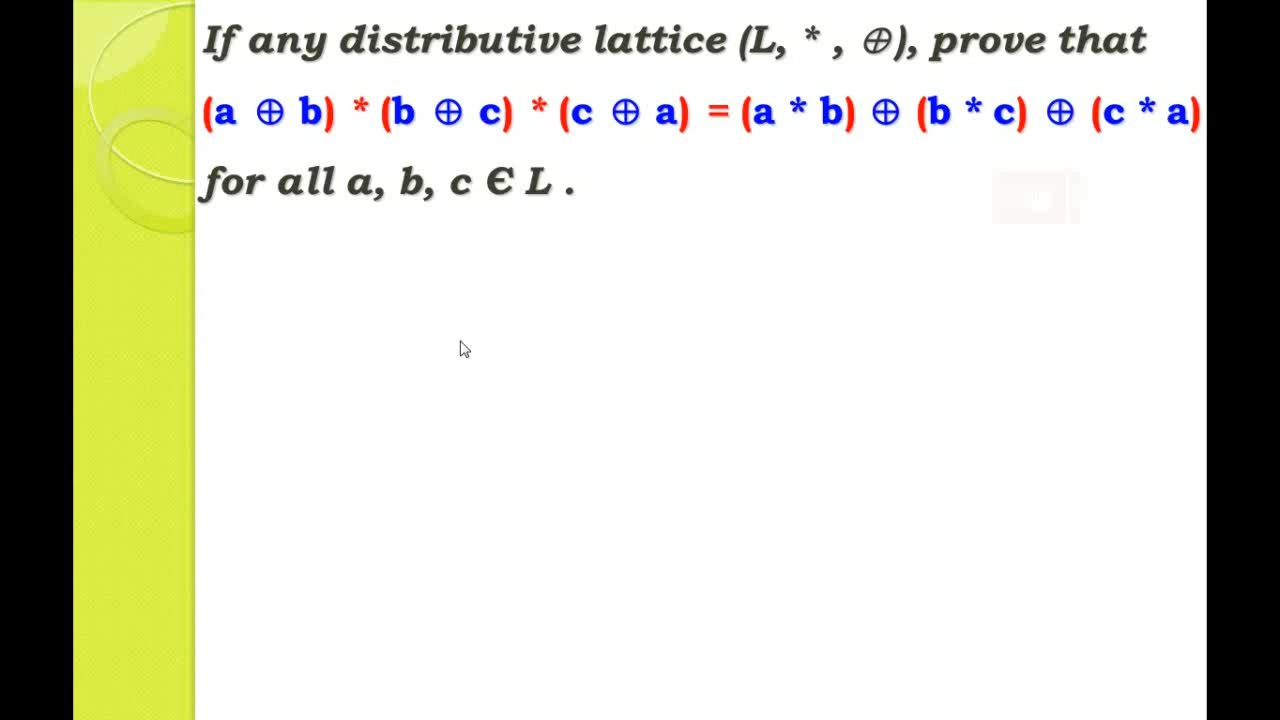 If any distributive lattice (L, * , ⊕), prove that
(a ⊕ b) * (b ⊕ c) * (c ⊕ a) = (a * b) ⊕ (b * c) ⊕ (c * a)
for all a, b, c Є L .